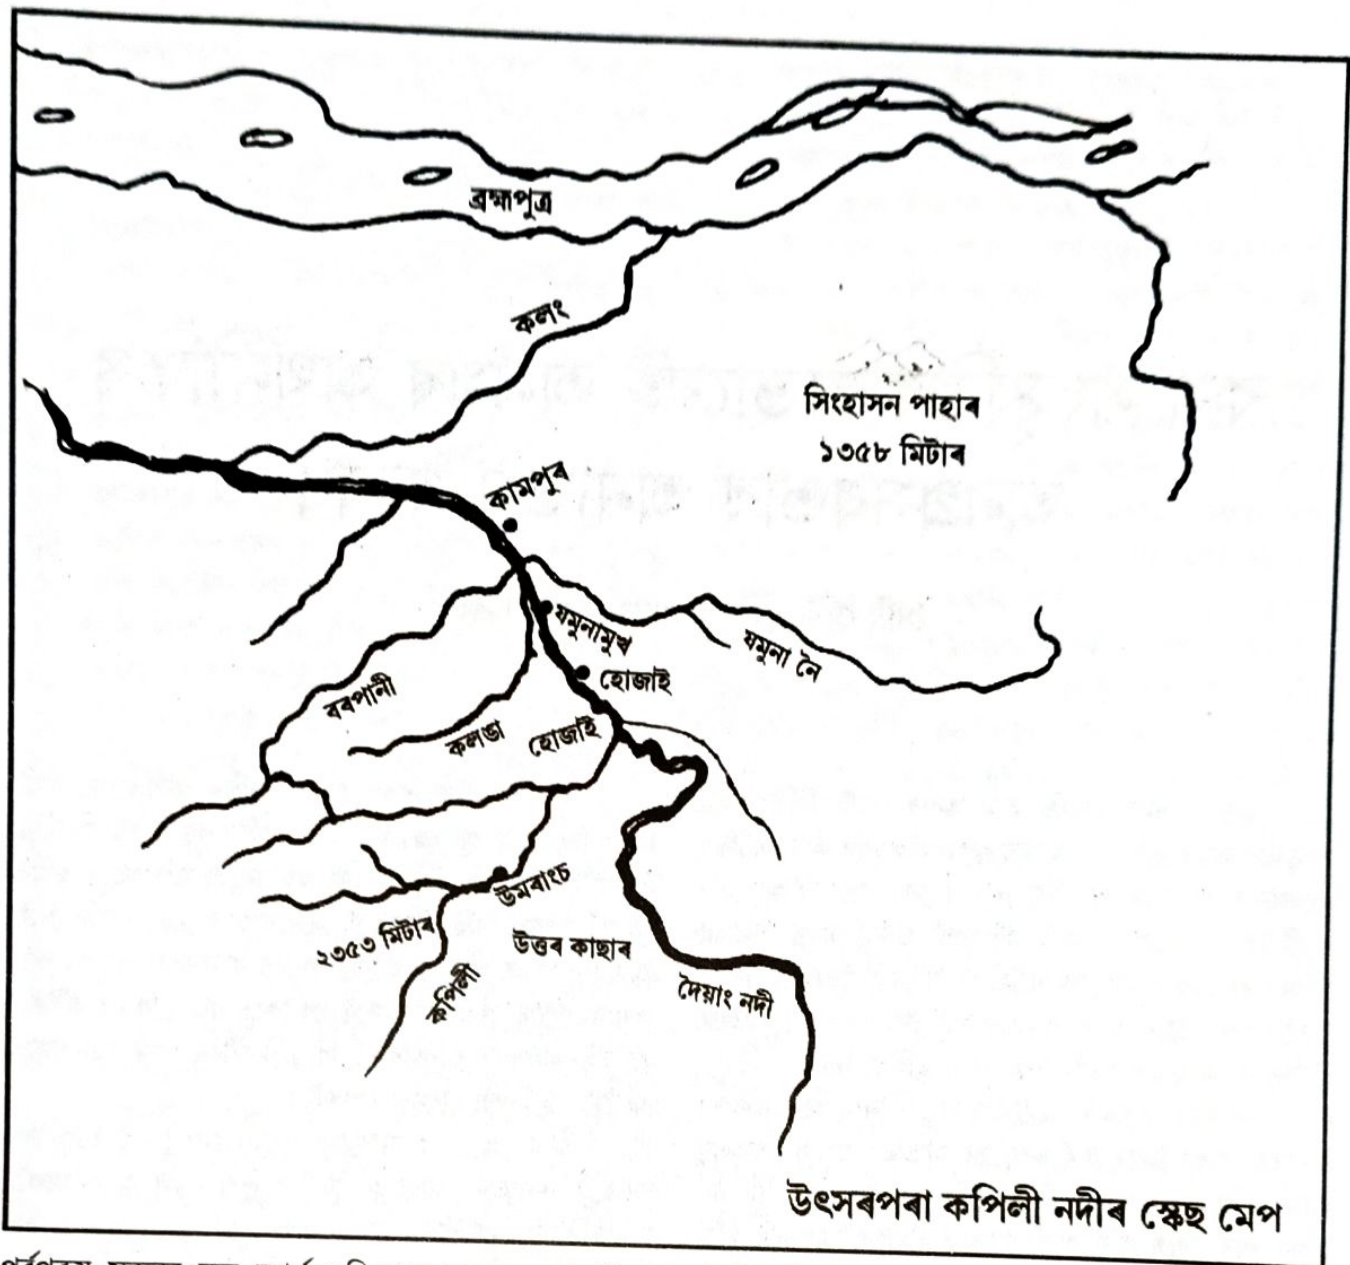 ব্ৰহ্মপুত্ৰ
কলং
সিংহাসন পাহাৰ
১৩৫৮ মিটাৰ
কামপুৰ
যমুনামুখ
যমুনা নৈ
হোজাই
বৰপানী
কলঙা
হোজাই
উমৰাংচ
২৩৫৩ মিটাৰ
উত্তৰ কাছাৰ
কপিলী
দৈয়াং নদী
উৎসৰপৰা কপিলী নদীৰ স্কেছ মেপ